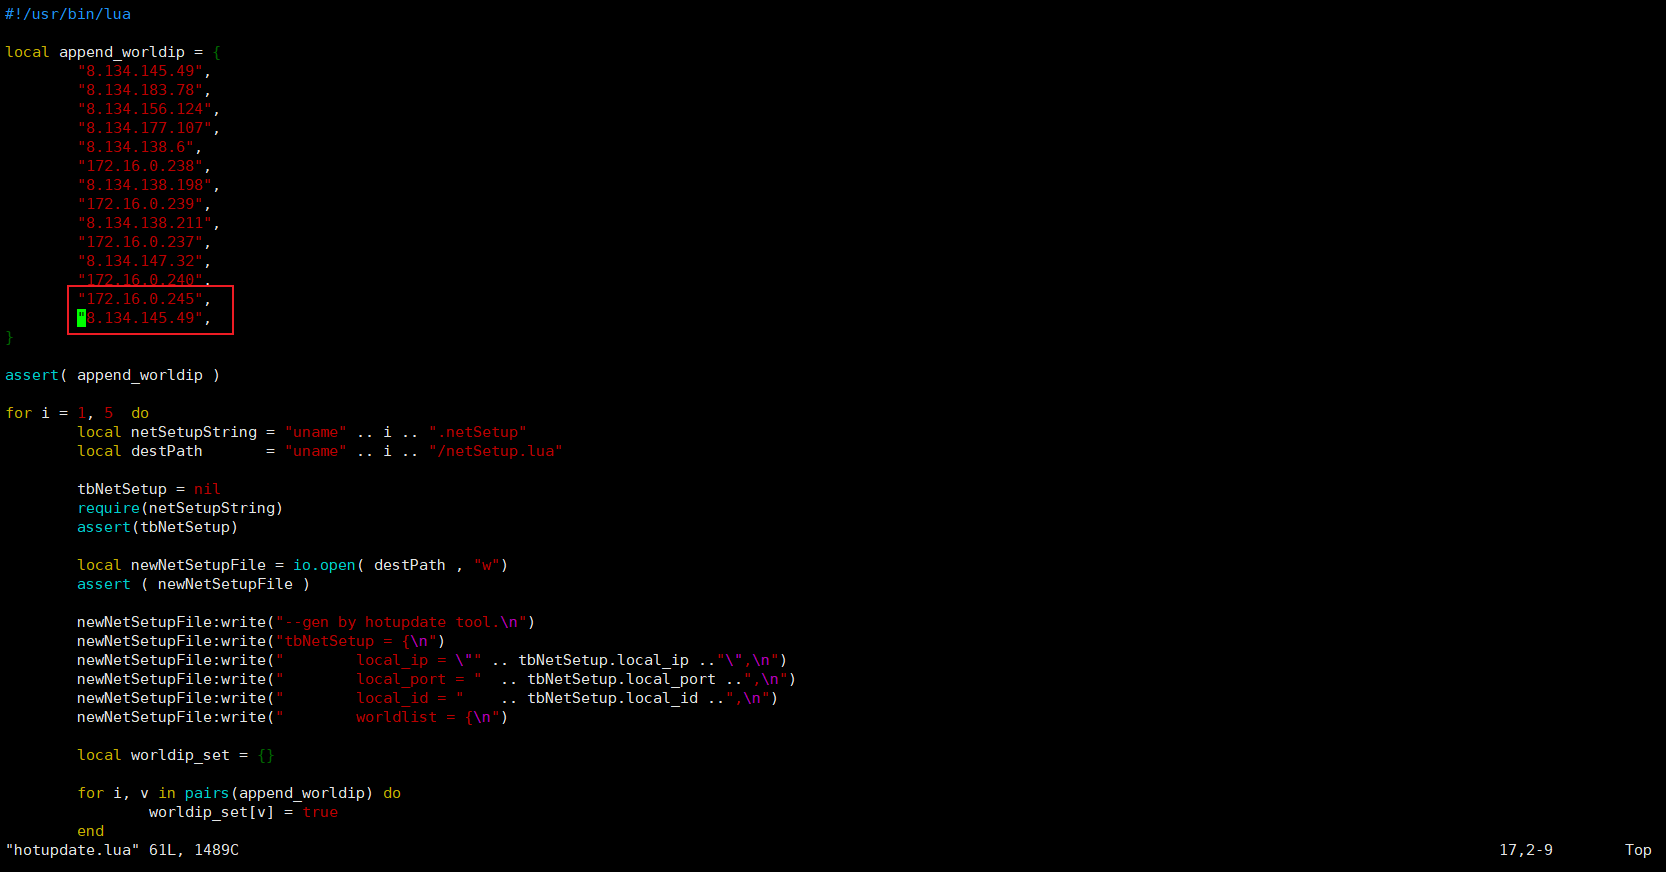 #!/usr/bin/lua
local append_worldip = {
"8.134.145.49",
"8.134.183.78",
"8.134.156.124",
"8.134.177.107",
"8.134.138.6",
"172.16.0.238",
"8.134.138.198",
"172.16.0.239",
"8.134.138.211",
"172.16.0.237",
"8.134.147.32",
"172.16.0.240",
"172.16.0.245",
"8.134.145.49",
}
assert( append_worldip )
for i = 1, 5  do
local netSetupString = "uname" .. i .. ".netSetup"
local destPath       = "uname" .. i .. "/netSetup.lua"
tbNetSetup = nil
require(netSetupString)
assert(tbNetSetup)
local newNetSetupFile = io.open( destPath , "w")
assert ( newNetSetupFile )
newNetSetupFile:write("--gen by hotupdate tool.\n")
newNetSetupFile:write("tbNetSetup = {\n")
newNetSetupFile:write("        local_ip = \"" .. tbNetSetup.local_ip .."\",\n")
newNetSetupFile:write("        local_port = "  .. tbNetSetup.local_port ..",\n")
newNetSetupFile:write("        local_id = "    .. tbNetSetup.local_id ..",\n")
newNetSetupFile:write("        worldlist = {\n")
local worldip_set = {}
for i, v in pairs(append_worldip) do
worldip_set[v] = true
end
"hotupdate.lua" 61L, 1489C 17,2-9 Top